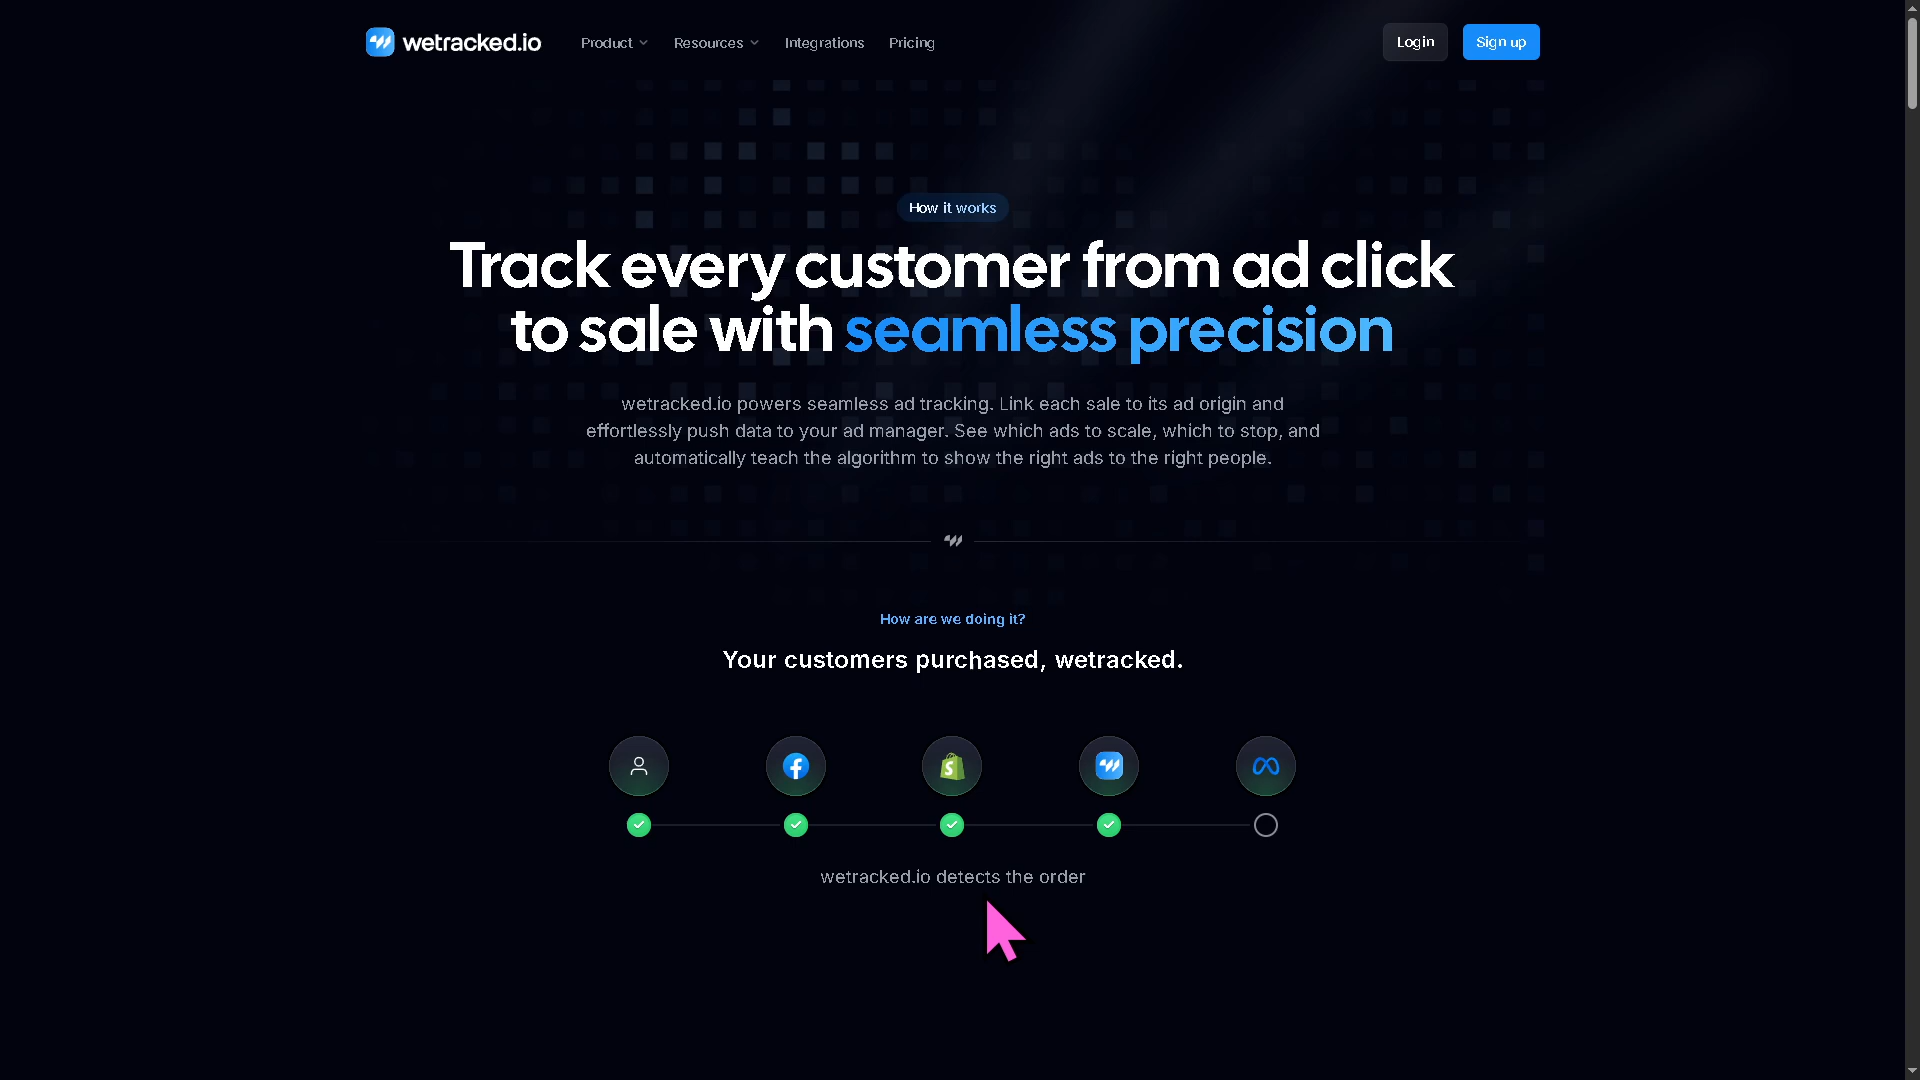 wetracked.io
Product
Resources
Integrations
Pricing
Login
Sign up
How it works
Track every customer from ad click
to sale with seamless precision
wetracked.io powers seamless ad tracking. Link each sale to its ad origin and
effortlessly push data to your ad manager. See which ads to scale, which to stop, and
automatically teach the algorithm to show the right ads to the right people.
How are we doing it?
Your customers purchased, wetracked.
wetracked.io detects the order